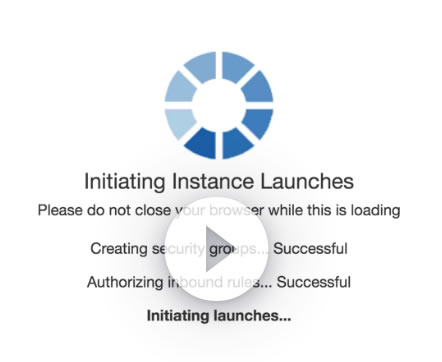 Initiating Instance Launches
Please do not close your browser while this is loading
Creating security groups... Successful
Authorizing inbound rules... Successful
Initiating launches...